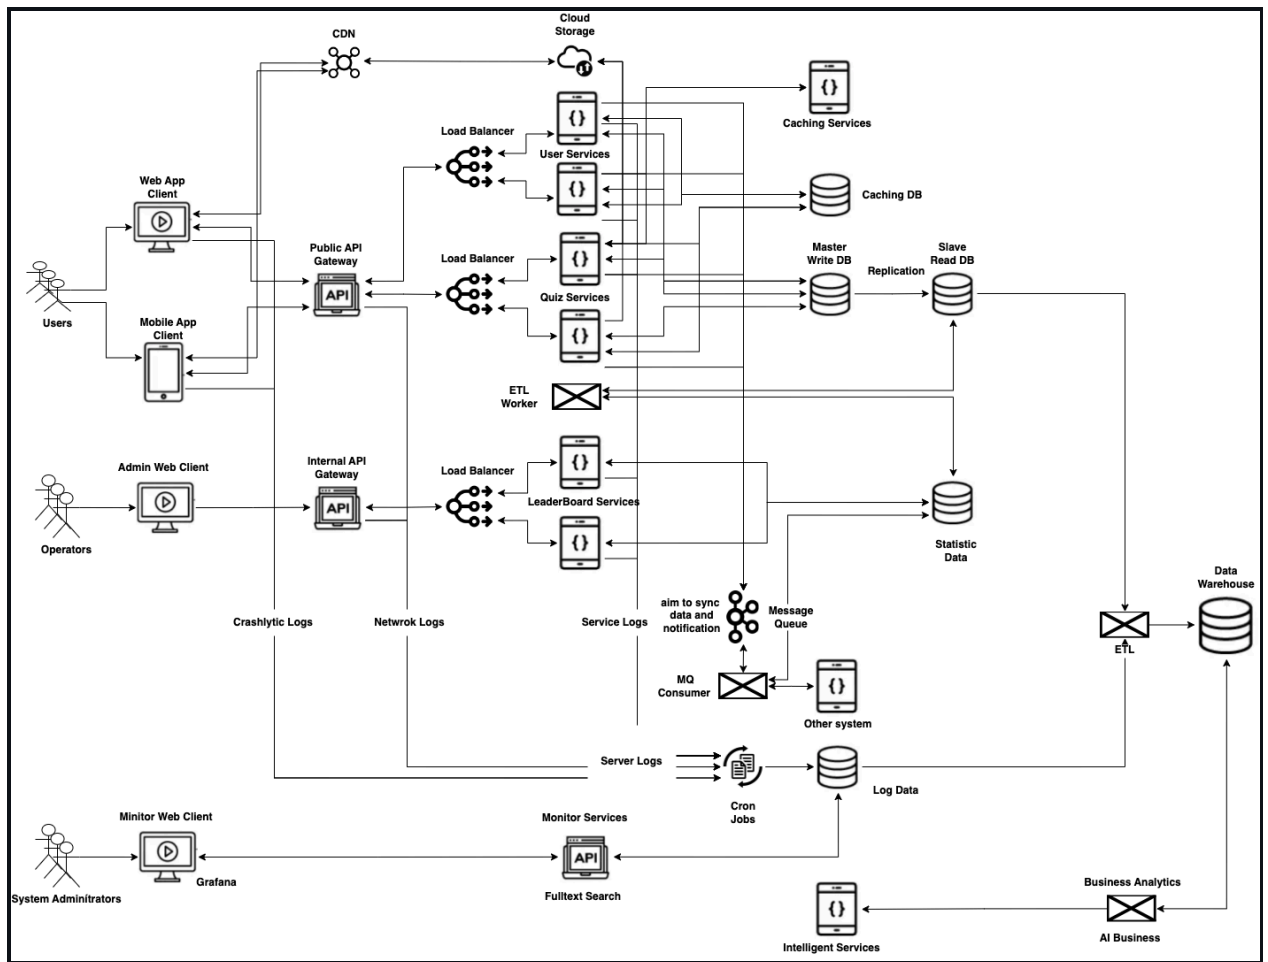 Cloud
Storage
CDN
Caching Services
Load Balancer
User Services
Web App
Client
Caching DB
Public API
Gateway
API
Load Balancer
Quiz Services
Master
Write DB
Replication
Slave
Read DB
Users
Mobile App
Client
ETL
Worker
Admin Web Client
Internal API
Gateway
API
Load Balancer
LeaderBoard Services
Operators
Statistic
Data
Data
Warehouse
Crashlytic Logs
Netwrok Logs
Service Logs
aim to sync
data and
notification
Message
Queue
ETL
MQ
Consumer
Other system
Server Logs
Cron
Jobs
Log Data
Minitor Web Client
Monitor Services
API
Grafana
Fulltext Search
System Adminítrators
Business Analytics
AI Business
Intelligent Services